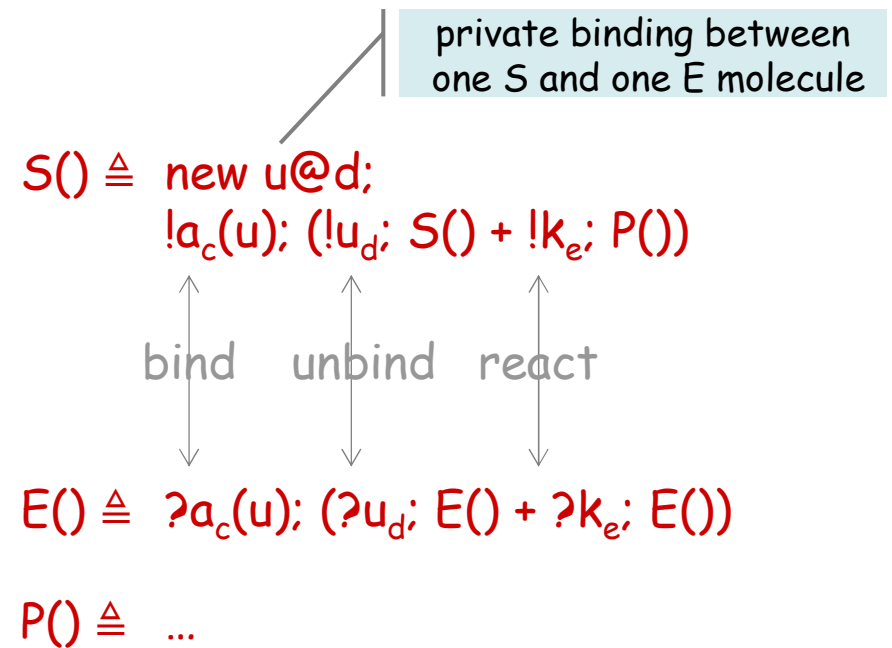 private binding between
one S and one E molecule
S() ≜ new u@d;
!a_c(u); (!u_d; S() + !k_e; P())
bind unbind react
E() ≜ ?a_c(u); (?u_d; E() + ?k_e; E())
P() ≜ ...